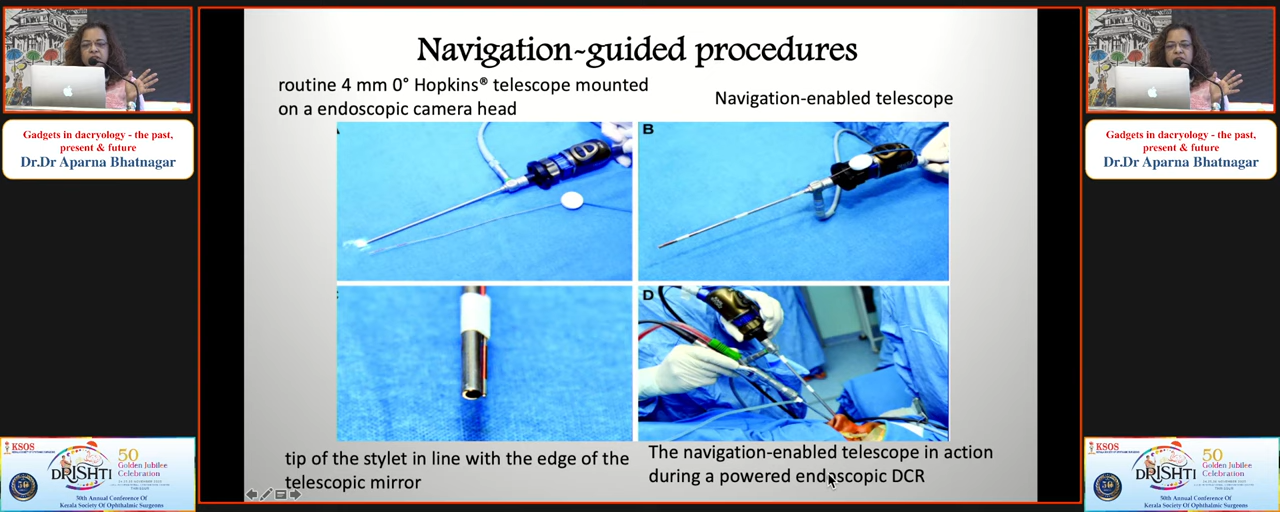 Navigation-guided procedures
routine 4 mm 0° Hopkins® telescope mounted
on a endoscopic camera head
Navigation-enabled telescope
B
D
tip of the stylet in line with the edge of the
telescopic mirror
The navigation-enabled telescope in action
during a powered endoscopic DCR
Gadgets in dacryology - the past,
present & future
Dr.Dr Aparna Bhatnagar
Gadgets in dacryology - the past,
present & future
Dr.Dr Aparna Bhatnagar
KSOS
DRISHTI
50
Golden Jubilee
Celebration
50th Annual Conference Of
Kerala Society Of Ophthalmic Surgeons
KSOS
DRISHTI
50
Golden Jubilee
Celebration
50th Annual Conference Of
Kerala Society Of Ophthalmic Surgeons